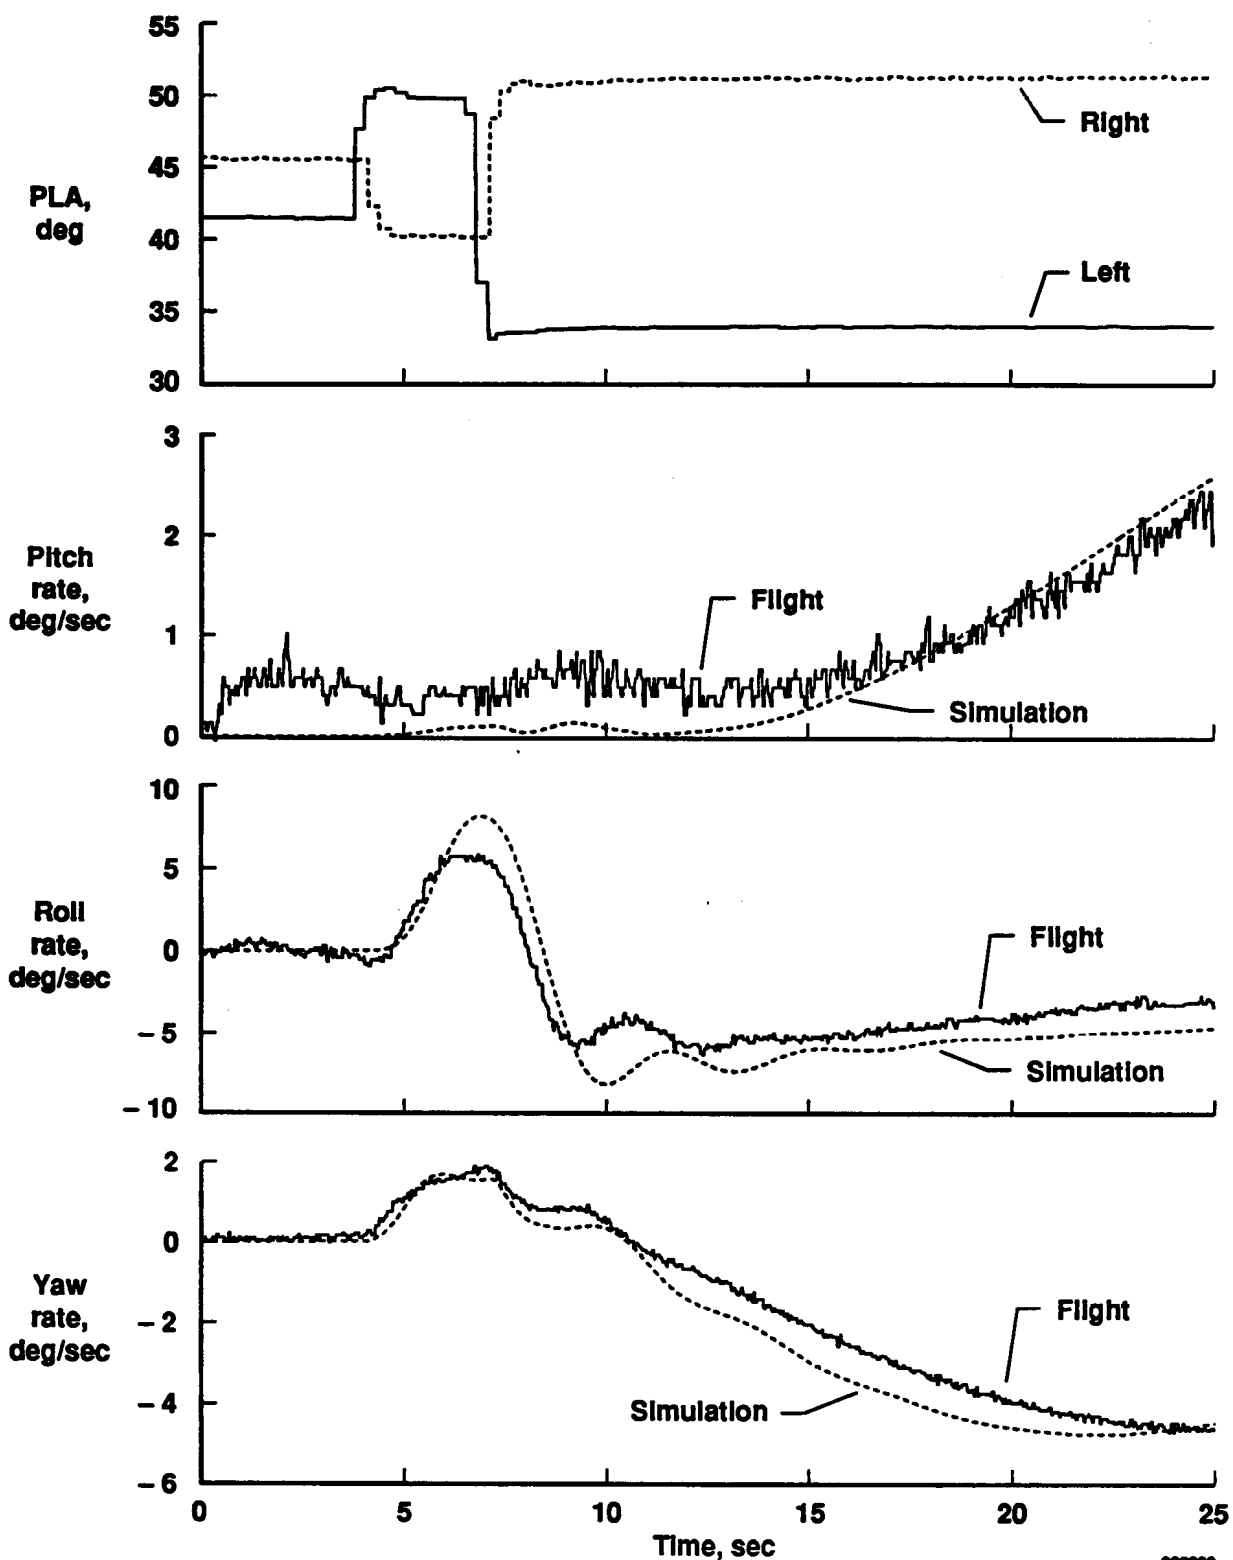 55
50
45
40
35
30
PLA,
deg
Right
Left
3
2
1
0
Pitch
rate,
deg/sec
Flight
Simulation
10
5
0
– 5
– 10
Roll
rate,
deg/sec
Flight
Simulation
2
0
– 2
– 4
– 6
Yaw
rate,
deg/sec
Flight
Simulation
0 5 10 15 20 25
Time, sec